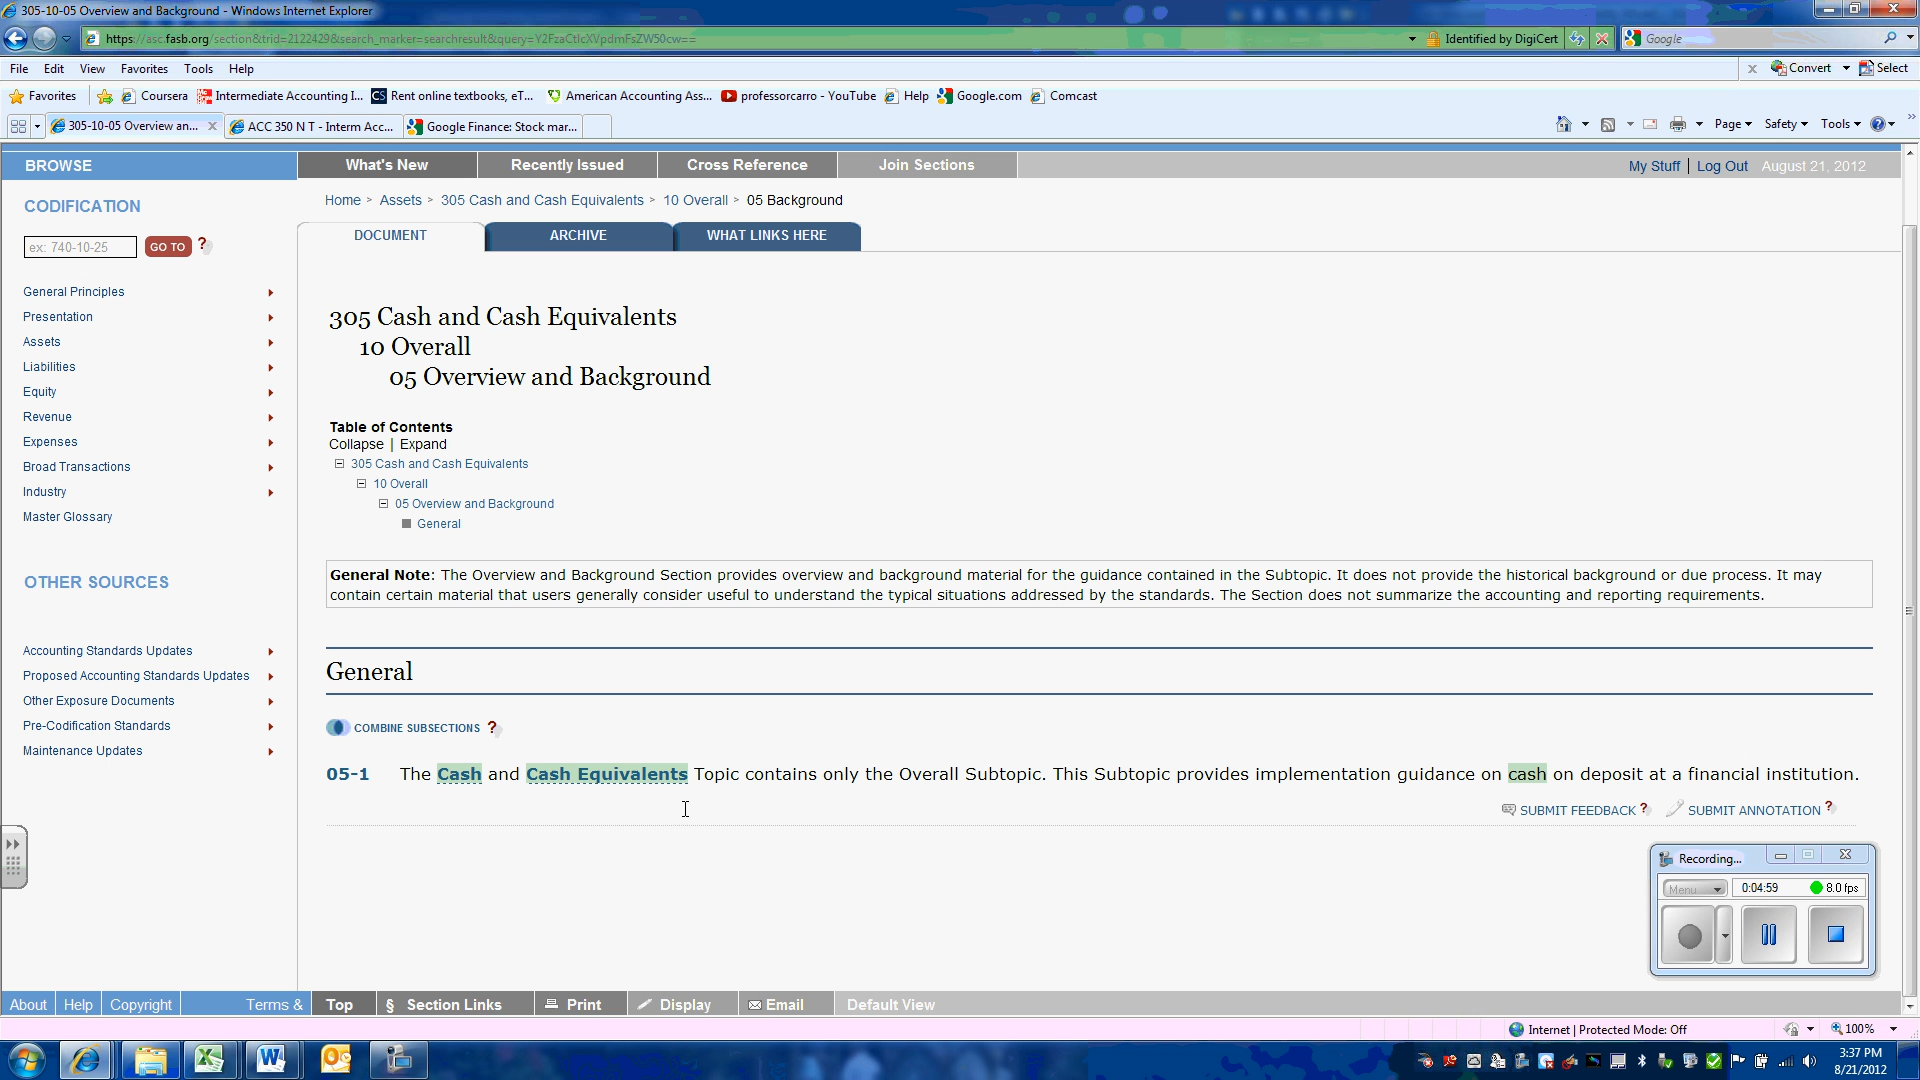 305-10-05 Overview and Background - Windows Internet Explorer
https://asc.fasb.org/section&trid=2122429&search_marker=searchresult&query=Y2FzaCtlcXVpdmFsZW50cw==
Identified by DigiCert
Google
File Edit View Favorites Tools Help
Convert Select
Favorites Coursera Intermediate Accounting I... CS Rent online textbooks, eT... American Accounting Ass... professorcarro - YouTube Help Google.com Comcast
305-10-05 Overview an... ACC 350 N T - Interm Acc... Google Finance: Stock mar...
Page Safety Tools
BROWSE What's New Recently Issued Cross Reference Join Sections My Stuff | Log Out August 21, 2012
CODIFICATION
ex: 740-10-25 GO TO ?
General Principles
Presentation
Assets
Liabilities
Equity
Revenue
Expenses
Broad Transactions
Industry
Master Glossary
OTHER SOURCES
Accounting Standards Updates
Proposed Accounting Standards Updates
Other Exposure Documents
Pre-Codification Standards
Maintenance Updates
Home > Assets > 305 Cash and Cash Equivalents > 10 Overall > 05 Background
DOCUMENT ARCHIVE WHAT LINKS HERE
305 Cash and Cash Equivalents
10 Overall
05 Overview and Background
Table of Contents
Collapse | Expand
305 Cash and Cash Equivalents
10 Overall
05 Overview and Background
General
General Note: The Overview and Background Section provides overview and background material for the guidance contained in the Subtopic. It does not provide the historical background or due process. It may
contain certain material that users generally consider useful to understand the typical situations addressed by the standards. The Section does not summarize the accounting and reporting requirements.
General
COMBINE SUBSECTIONS ?
05-1 The Cash and Cash Equivalents Topic contains only the Overall Subtopic. This Subtopic provides implementation guidance on cash on deposit at a financial institution.
SUBMIT FEEDBACK ? SUBMIT ANNOTATION ?
Recording...
Menu 0:04:59 8.0 fps
About Help Copyright Terms & Top § Section Links Print Display Email Default View
Internet | Protected Mode: Off 100%
3:37 PM
8/21/2012